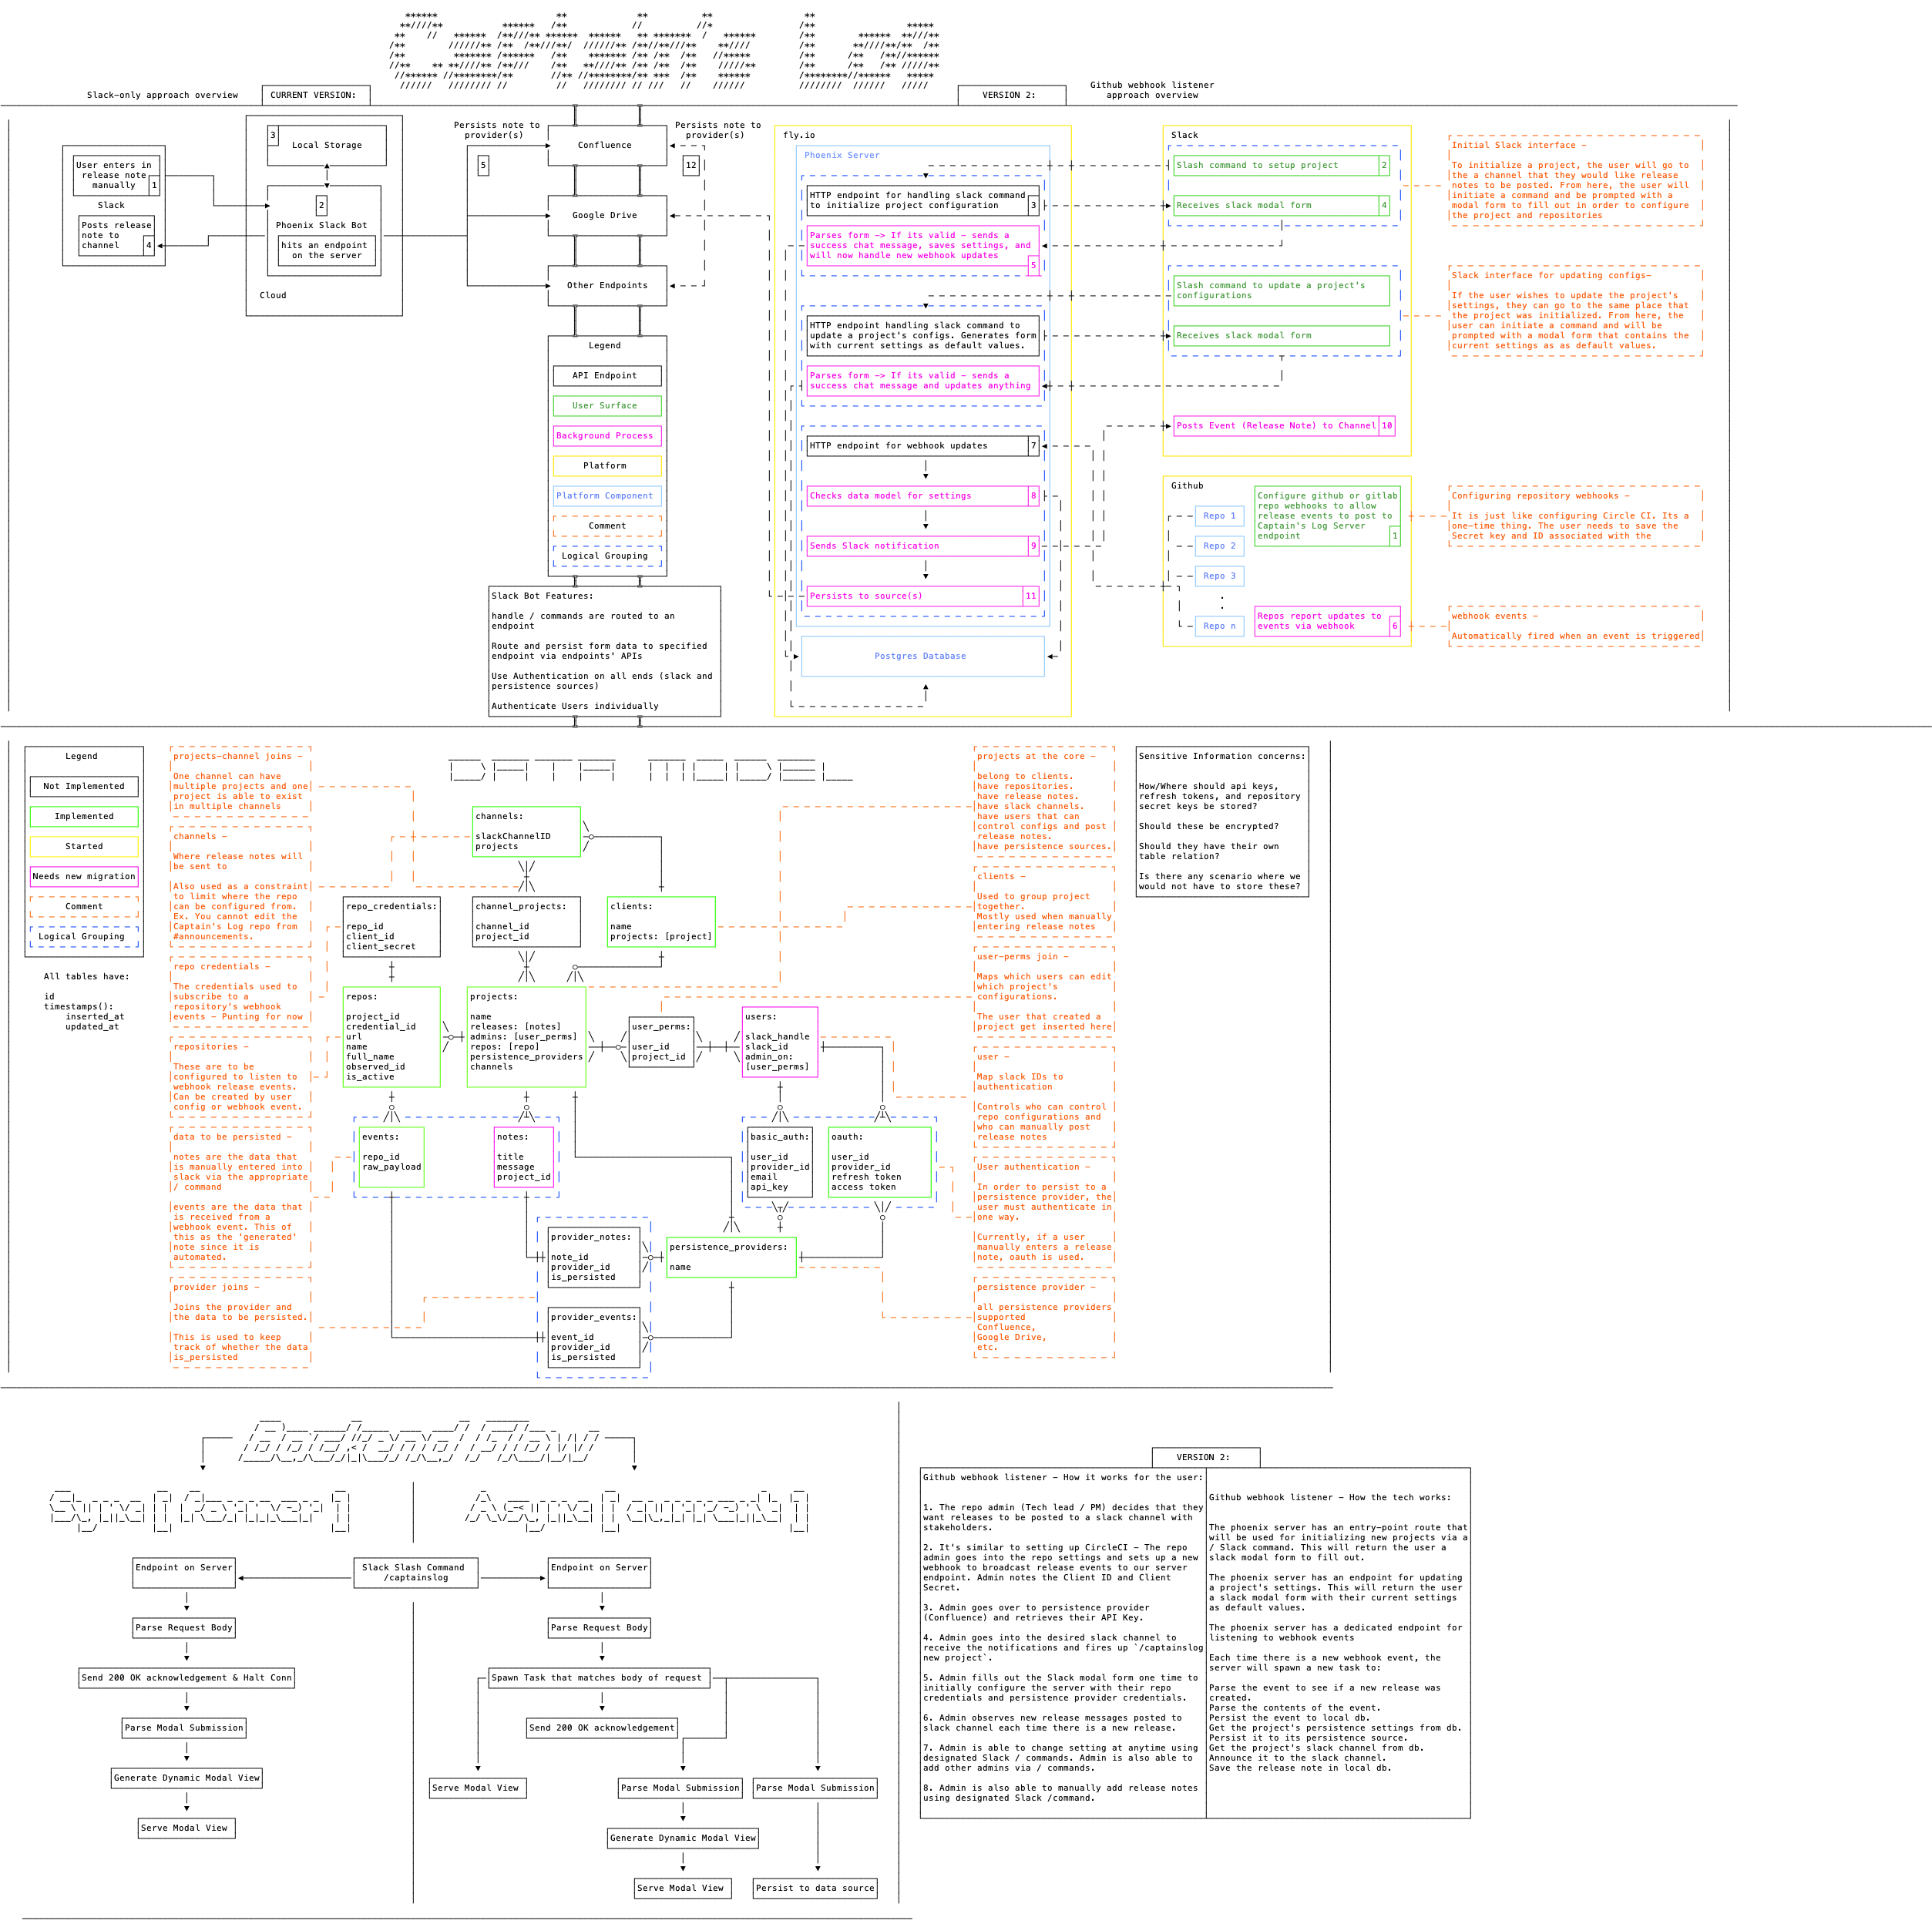 Captain's Log
Slack-only approach overview
CURRENT VERSION:
VERSION 2:
Github webhook listener
approach overview
User enters in
release note
manually
1
Slack
Posts release
note to
channel
4
3
Local Storage
2
Phoenix Slack Bot
hits an endpoint
on the server
Cloud
Persists note to
provider(s)
5
Confluence
Google Drive
Other Endpoints
Persists note to
provider(s)
12
Legend
API Endpoint
User Surface
Background Process
Platform
Platform Component
Comment
Logical Grouping
Slack Bot Features:
handle / commands are routed to an
endpoint
Route and persist form data to specified
endpoint via endpoints' APIs
Use Authentication on all ends (slack and
persistence sources)
Authenticate Users individually
fly.io
Phoenix Server
HTTP endpoint for handling slack command
to initialize project configuration
3
Parses form -> If its valid - sends a
success chat message, saves settings, and
will now handle new webhook updates
5
HTTP endpoint handling slack command to
update a project's configs. Generates form
with current settings as default values.
Parses form -> If its valid - sends a
success chat message and updates anything
HTTP endpoint for webhook updates
7
Checks data model for settings
8
Sends Slack notification
9
Persists to source(s)
11
Postgres Database
Slack
Slash command to setup project
2
Receives slack modal form
4
Slash command to update a project's
configurations
Receives slack modal form
Posts Event (Release Note) to Channel
10
Github
Repo 1
Repo 2
Repo 3
.
.
Repo n
Configure github or gitlab
repo webhooks to allow
release events to post to
Captain's Log Server
endpoint
1
Repos report updates to
events via webhook
6
Initial Slack interface -
To initialize a project, the user will go to
the a channel that they would like release
notes to be posted. From here, the user will
initiate a command and be prompted with a
modal form to fill out in order to configure
the project and repositories
Slack interface for updating configs-
If the user wishes to update the project's
settings, they can go to the same place that
the project was initialized. From here, the
user can initiate a command and will be
prompted with a modal form that contains the
current settings as as default values.
Configuring repository webhooks -
It is just like configuring Circle CI. Its a
one-time thing. The user needs to save the
Secret key and ID associated with the
webhook events -
Automatically fired when an event is triggered
Legend
Not Implemented
Implemented
Started
Needs new migration
Comment
Logical Grouping
All tables have:
id
timestamps():
inserted_at
updated_at
projects-channel joins -
One channel can have
multiple projects and one
project is able to exist
in multiple channels
channels -
Where release notes will
be sent to
Also used as a constraint
to limit where the repo
can be configured from.
Ex. You cannot edit the
Captain's Log repo from
#announcements.
repo credentials -
The credentials used to
subscribe to a
repository's webhook
events - Punting for now
repositories -
These are to be
configured to listen to
webhook release events.
Can be created by user
config or webhook event.
data to be persisted -
notes are the data that
is manually entered into
slack via the appropriate
/ command
events are the data that
is received from a
webhook event. This of
this as the 'generated'
note since it is
automated.
provider joins -
Joins the provider and
the data to be persisted.
This is used to keep
track of whether the data
is_persisted
DATA MODEL
channels:
slackChannelID
projects
repo_credentials:
repo_id
client_id
client_secret
channel_projects:
channel_id
project_id
clients:
name
projects: [project]
repos:
project_id
credential_id
url
name
full_name
observed_id
is_active
projects:
name
releases: [notes]
admins: [user_perms]
repos: [repo]
persistence_providers
channels
user_perms:
user_id
project_id
users:
slack_handle
slack_id
admin_on:
[user_perms]
events:
repo_id
raw_payload
notes:
title
message
project_id
basic_auth:
user_id
provider_id
email
api_key
oauth:
user_id
provider_id
refresh token
access token
provider_notes:
note_id
provider_id
is_persisted
persistence_providers:
name
provider_events:
event_id
provider_id
is_persisted
projects at the core -
belong to clients.
have repositories.
have release notes.
have slack channels.
have users that can
control configs and post
release notes.
have persistence sources.
clients -
Used to group project
together.
Mostly used when manually
entering release notes
user-perms join -
Maps which users can edit
which project's
configurations.
The user that created a
project get inserted here
user -
Map slack IDs to
authentication
Controls who can control
repo configurations and
who can manually post
release notes
User authentication -
In order to persist to a
persistence provider, the
user must authenticate in
one way.
Currently, if a user
manually enters a release
note, oauth is used.
persistence provider -
all persistence providers
supported
Confluence,
Google Drive,
etc.
Sensitive Information concerns:
How/Where should api keys,
refresh tokens, and repository
secret keys be stored?
Should these be encrypted?
Should they have their own
table relation?
Is there any scenario where we
would not have to store these?
Backend Flow
Endpoint on Server
Parse Request Body
Send 200 OK acknowledgement & Halt Conn
Parse Modal Submission
Generate Dynamic Modal View
Serve Modal View
Slack Slash Command
/captainslog
Endpoint on Server
Parse Request Body
Spawn Task that matches body of request
Send 200 OK acknowledgement
Serve Modal View
Parse Modal Submission
Generate Dynamic Modal View
Serve Modal View
Parse Modal Submission
Persist to data source
VERSION 2:
Github webhook listener - How it works for the user:
1. The repo admin (Tech lead / PM) decides that they
want releases to be posted to a slack channel with
stakeholders.
2. It's similar to setting up CircleCI - The repo
admin goes into the repo settings and sets up a new
webhook to broadcast release events to our server
endpoint. Admin notes the Client ID and Client
Secret.
3. Admin goes over to persistence provider
(Confluence) and retrieves their API Key.
4. Admin goes into the desired slack channel to
receive the notifications and fires up `/captainslog
new project`.
5. Admin fills out the Slack modal form one time to
initially configure the server with their repo
credentials and persistence provider credentials.
6. Admin observes new release messages posted to
slack channel each time there is a new release.
7. Admin is able to change setting at anytime using
designated Slack / commands. Admin is also able to
add other admins via / commands.
8. Admin is also able to manually add release notes
using designated Slack /command.
Github webhook listener - How the tech works:
The phoenix server has an entry-point route that
will be used for initializing new projects via a
/ Slack command. This will return the user a
slack modal form to fill out.
The phoenix server has an endpoint for updating
a project's settings. This will return the user
a slack modal form with their current settings
as default values.
The phoenix server has a dedicated endpoint for
listening to webhook events
Each time there is a new webhook event, the
server will spawn a new task to:
Parse the event to see if a new release was
created.
Parse the contents of the event.
Persist the event to local db.
Get the project's persistence settings from db.
Persist it to its persistence source.
Get the project's slack channel from db.
Announce it to the slack channel.
Save the release note in local db.